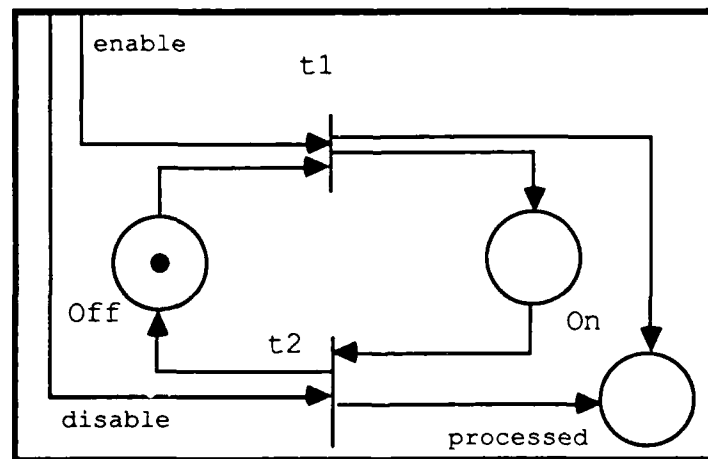 enable
t1
Off
On
t2
disable
processed